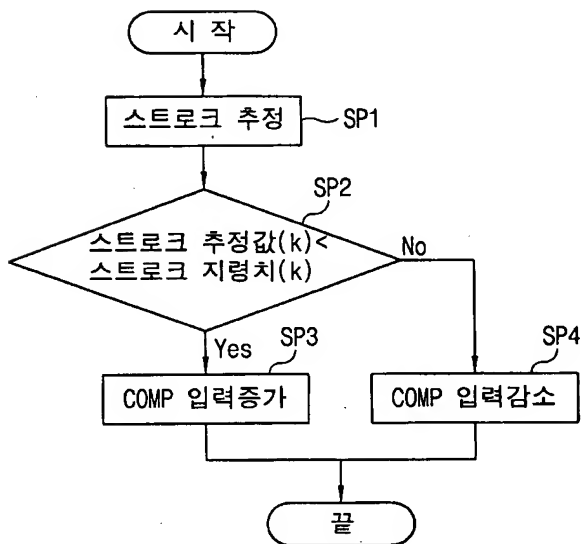 시 작
스트로크 추정
SP1
SP2
스트로크 추정값(k)<
스트로크 지령치(k)
No
Yes
SP3
SP4
COMP 입력증가
COMP 입력감소
끝